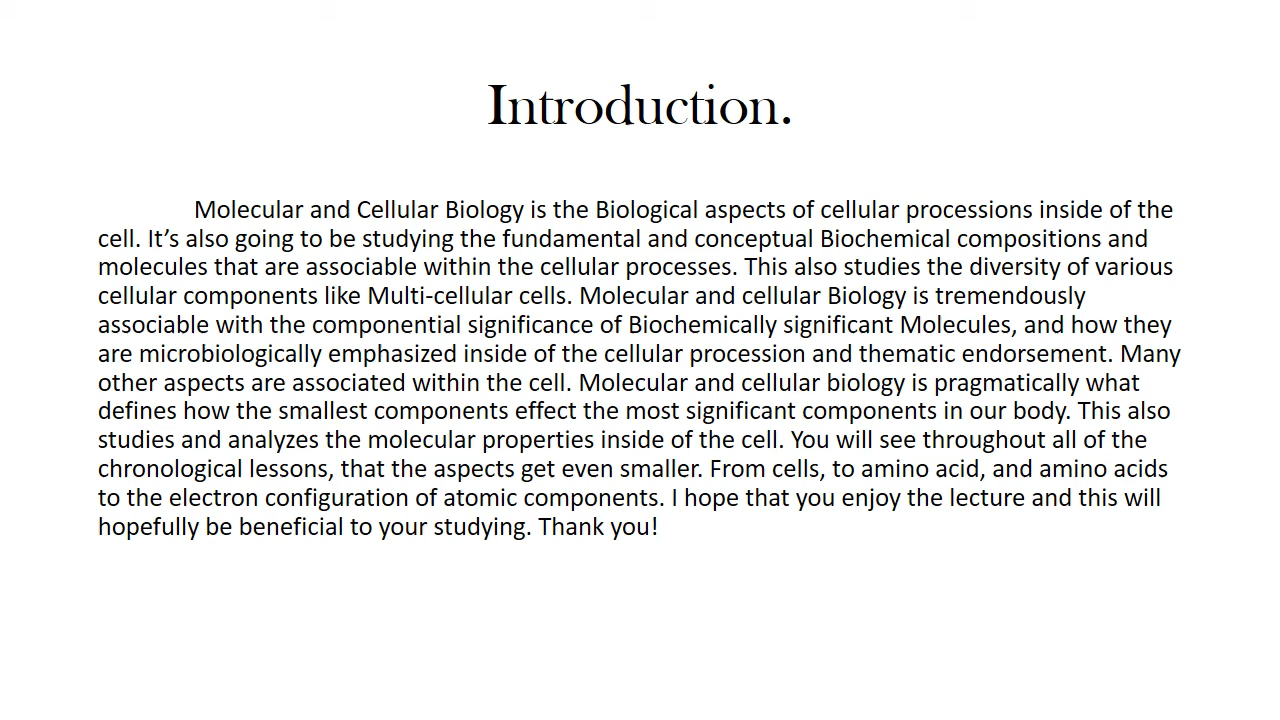 Introduction.
Molecular and Cellular Biology is the Biological aspects of cellular processions inside of the
cell. It’s also going to be studying the fundamental and conceptual Biochemical compositions and
molecules that are associable within the cellular processes. This also studies the diversity of various
cellular components like Multi-cellular cells. Molecular and cellular Biology is tremendously
associable with the componential significance of Biochemically significant Molecules, and how they
are microbiologically emphasized inside of the cellular procession and thematic endorsement. Many
other aspects are associated within the cell. Molecular and cellular biology is pragmatically what
defines how the smallest components effect the most significant components in our body. This also
studies and analyzes the molecular properties inside of the cell. You will see throughout all of the
chronological lessons, that the aspects get even smaller. From cells, to amino acid, and amino acids
to the electron configuration of atomic components. I hope that you enjoy the lecture and this will
hopefully be beneficial to your studying. Thank you!